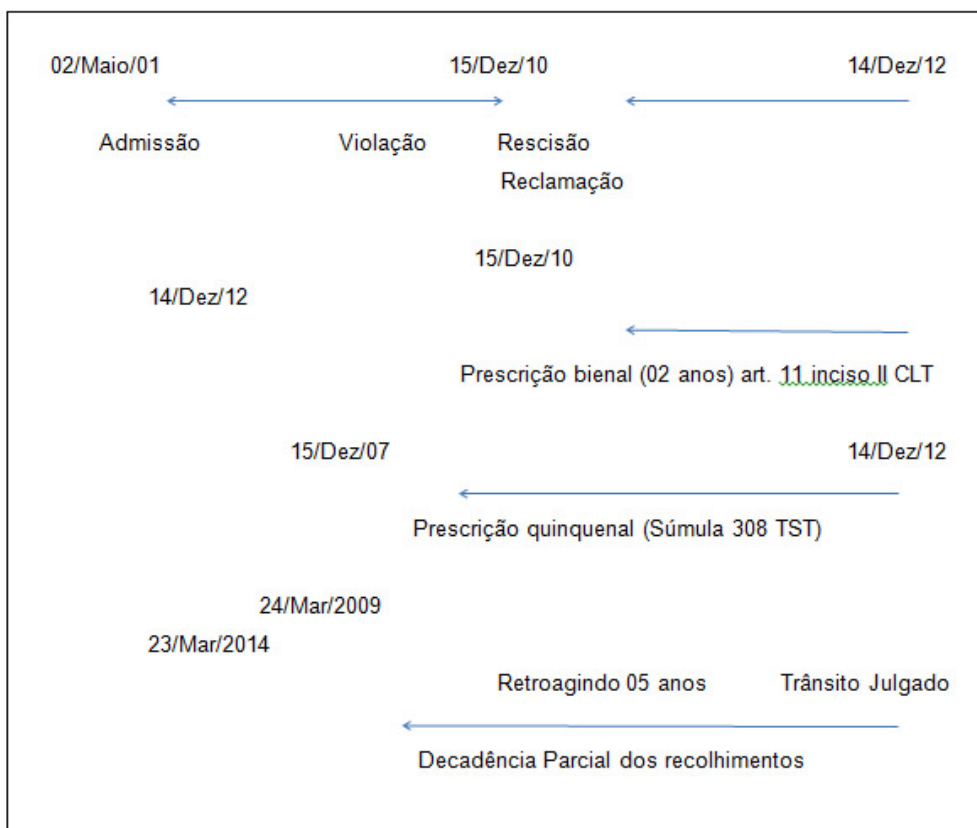 02/Maio/01 15/Dez/10 14/Dez/12
Admissão Violação Rescisão
Reclamação
15/Dez/10
14/Dez/12
Prescrição bienal (02 anos) art. 11 inciso II CLT
15/Dez/07 14/Dez/12
Prescrição quinquenal (Súmula 308 TST)
24/Mar/2009
23/Mar/2014
Retroagindo 05 anos Trânsito Julgado
Decadência Parcial dos recolhimentos